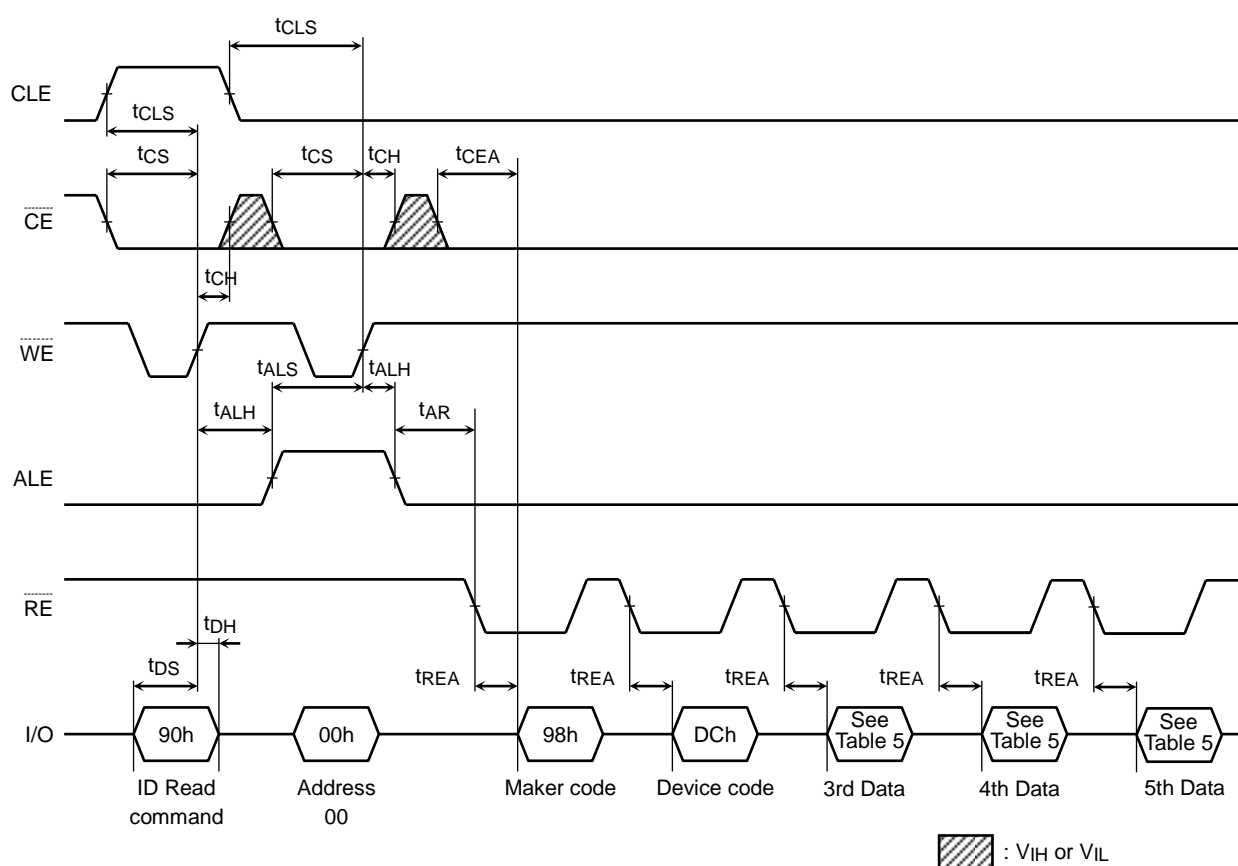 tCLS
CLE
tCLS
tCS tCS tCH tCEA
CE
tCH
WE
tALS tALH
tALH tAR
ALE
RE
tDH
tDS tREA tREA tREA tREA tREA
I/O 90h 00h 98h DCh See Table 5 See Table 5 See Table 5
ID Read command Address 00 Maker code Device code 3rd Data 4th Data 5th Data
: VIH or VIL